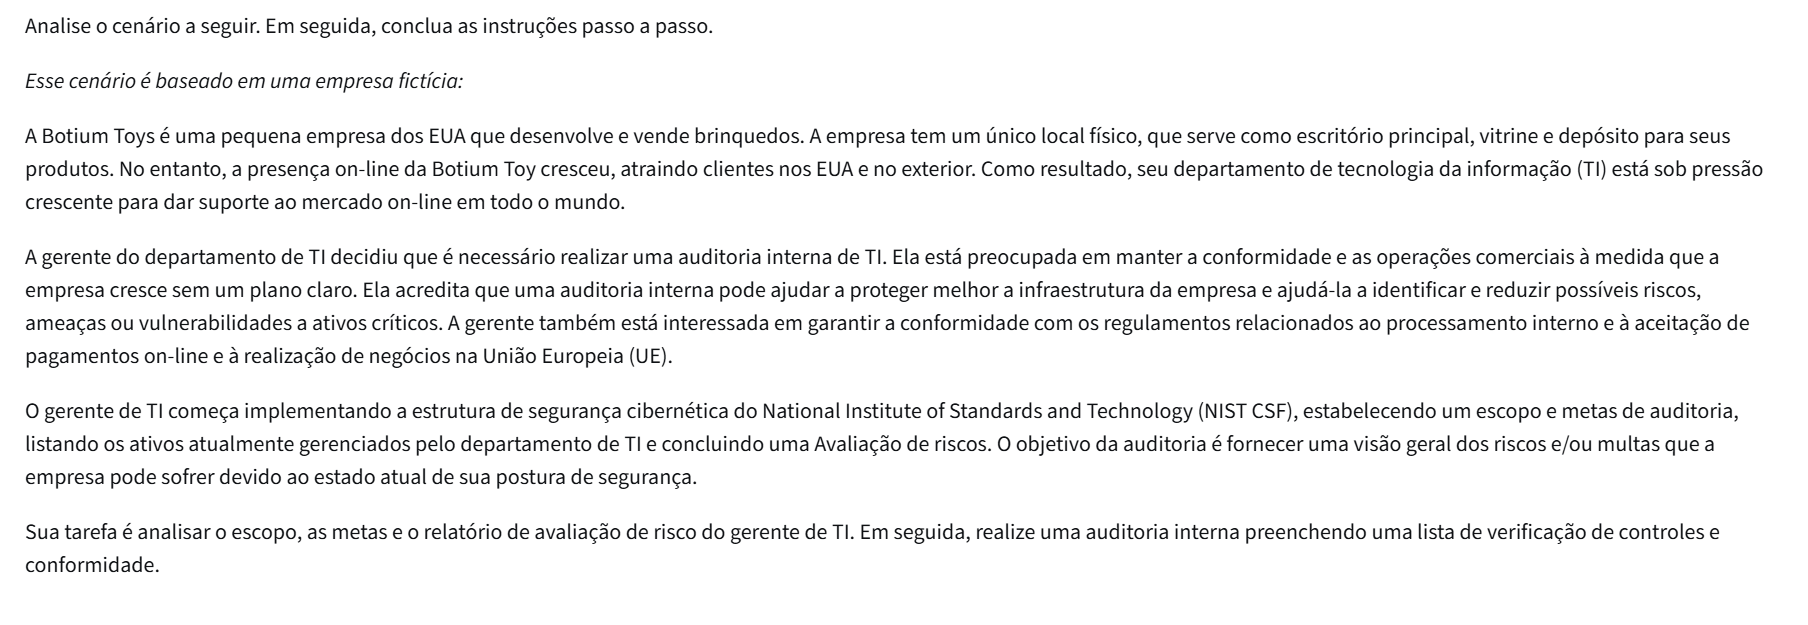 Analise o cenário a seguir. Em seguida, conclua as instruções passo a passo.
Esse cenário é baseado em uma empresa fictícia:
A Botium Toys é uma pequena empresa dos EUA que desenvolve e vende brinquedos. A empresa tem um único local físico, que serve como escritório principal, vitrine e depósito para seus
produtos. No entanto, a presença on-line da Botium Toy cresceu, atraindo clientes nos EUA e no exterior. Como resultado, seu departamento de tecnologia da informação (TI) está sob pressão
crescente para dar suporte ao mercado on-line em todo o mundo.
A gerente do departamento de TI decidiu que é necessário realizar uma auditoria interna de TI. Ela está preocupada em manter a conformidade e as operações comerciais à medida que a
empresa cresce sem um plano claro. Ela acredita que uma auditoria interna pode ajudar a proteger melhor a infraestrutura da empresa e ajudá-la a identificar e reduzir possíveis riscos,
ameaças ou vulnerabilidades a ativos críticos. A gerente também está interessada em garantir a conformidade com os regulamentos relacionados ao processamento interno e à aceitação de
pagamentos on-line e à realização de negócios na União Europeia (UE).
O gerente de TI começa implementando a estrutura de segurança cibernética do National Institute of Standards and Technology (NIST CSF), estabelecendo um escopo e metas de auditoria,
listando os ativos atualmente gerenciados pelo departamento de TI e concluindo uma Avaliação de riscos. O objetivo da auditoria é fornecer uma visão geral dos riscos e/ou multas que a
empresa pode sofrer devido ao estado atual de sua postura de segurança.
Sua tarefa é analisar o escopo, as metas e o relatório de avaliação de risco do gerente de TI. Em seguida, realize uma auditoria interna preenchendo uma lista de verificação de controles e
conformidade.